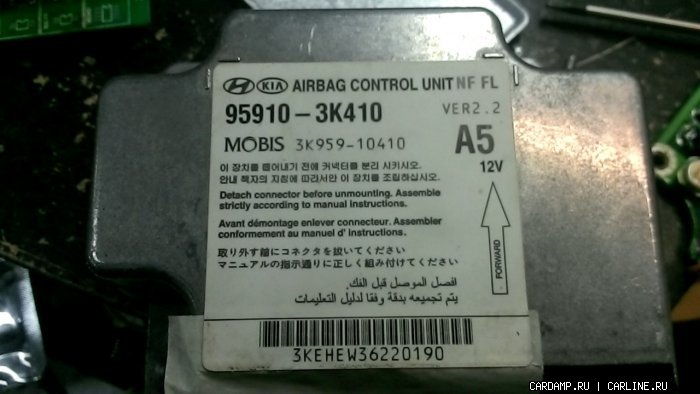 HYUNDAI KIA AIRBAG CONTROL UNIT NF FL
95910-3K410 VER2.2
MOBIS 3K959-10410 A5
12V
이 장치를 떼어내기 전에 커넥터를 분리 시키시오.
안내 책자의 지침에 따라서만 이 장치를 조립하십시오.
Detach connector before unmounting. Assemble
strictly according to manual instructions.
Avant démontage enlever connecteur. Assembler
conformement au manuel d' instructions.
取り外す際にコネクタを抜いてください
マニュアルの指示通りに正しく組み付けてください
افصل الموصل قبل الفك.
يتم تجميعه بدقة وفقا لدليل التعليمات
FORWARD
3KEHEW36220190
CARDAMP.RU | CARLINE.RU